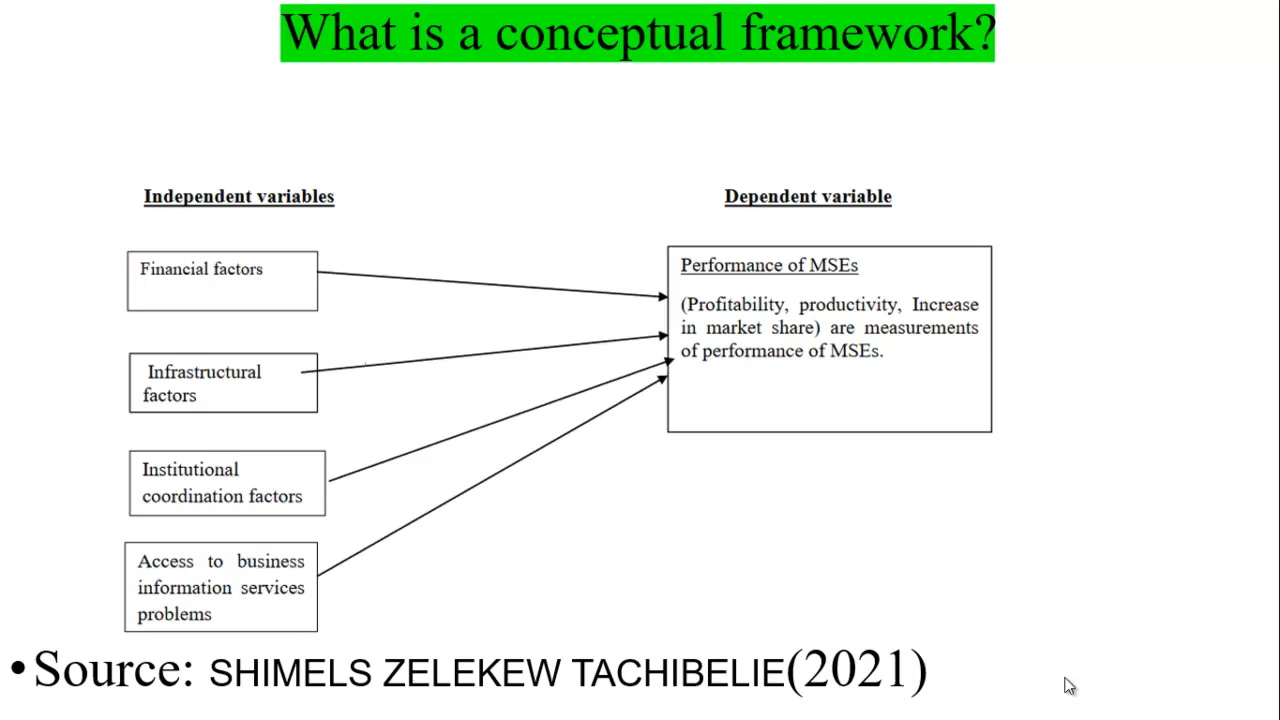 What is a conceptual framework?
Independent variables
Dependent variable
Financial factors
Infrastructural
factors
Institutional
coordination factors
Access to business
information services
problems
Performance of MSEs
(Profitability, productivity, Increase
in market share) are measurements
of performance of MSEs.
•Source: SHIMELS ZELEKEW TACHIBELIE(2021)